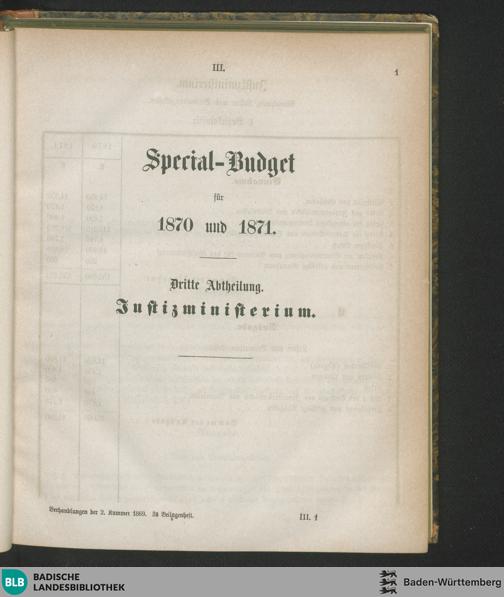 III.
1
Special-Budget
für
1870 und 1871.
Dritte Abtheilung.
Justizministerium.
Verhandlungen der 2. Kammer 1869. 3s Beilagenheft.
III. 1
BLB BADISCHE
LANDESBIBLIOTHEK
Baden-Württemberg